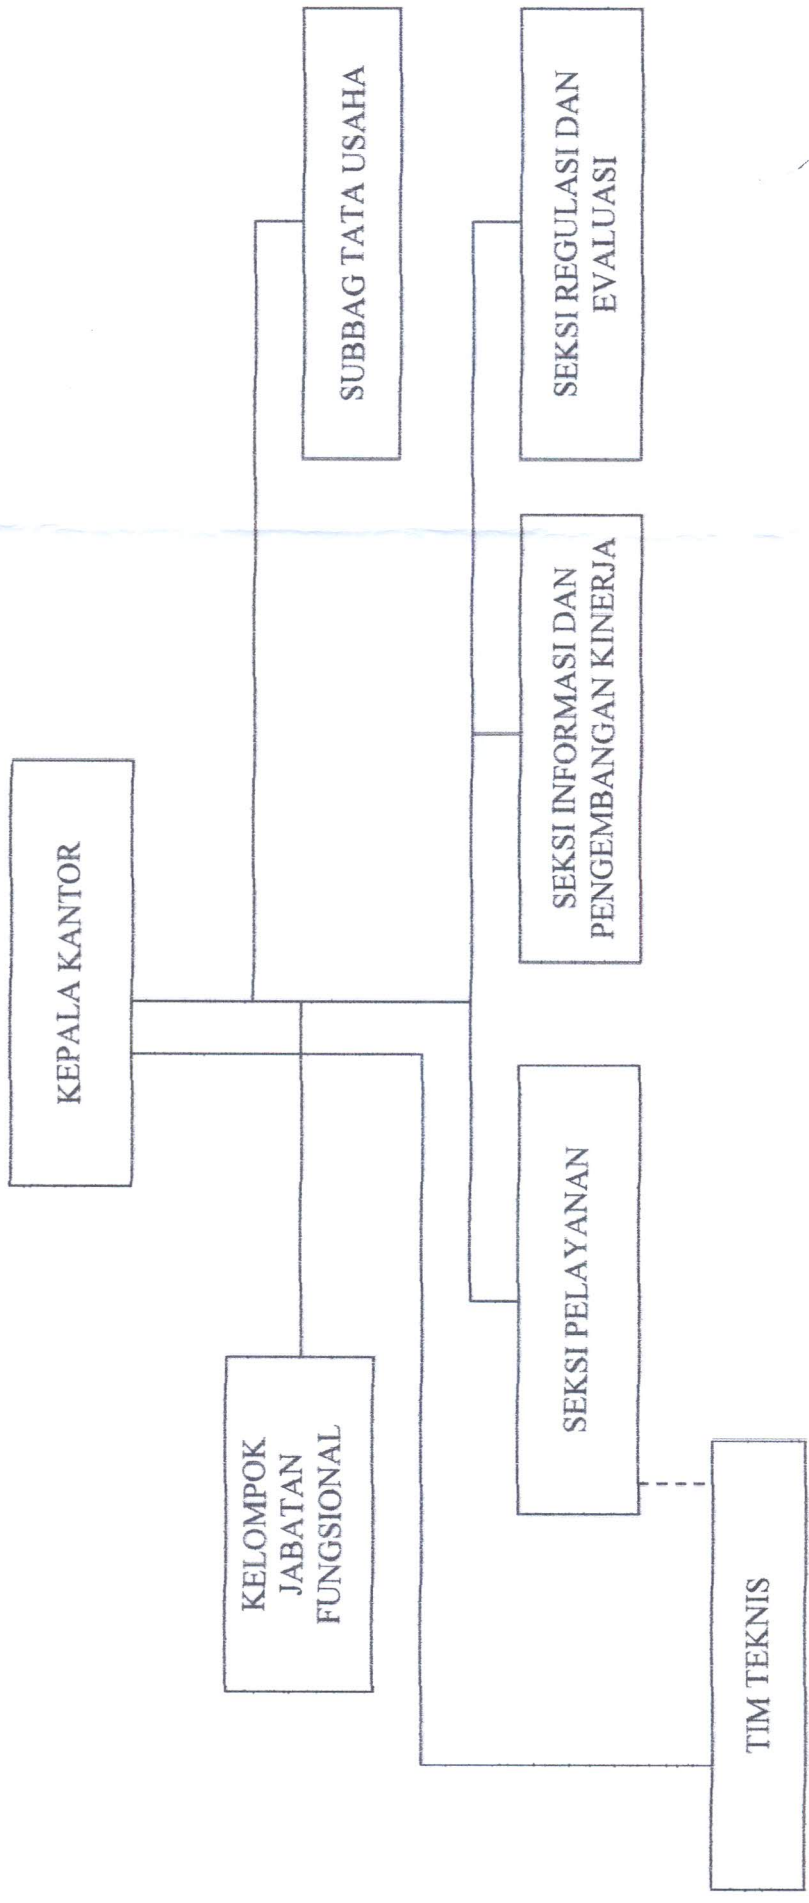 KEPALA KANTOR
SUBBAG TATA USAHA
KELOMPOK
JABATAN
FUNGSIONAL
SEKSI PELAYANAN
SEKSI INFORMASI DAN
PENGEMBANGAN KINERJA
SEKSI REGULASI DAN
EVALUASI
TIM TEKNIS